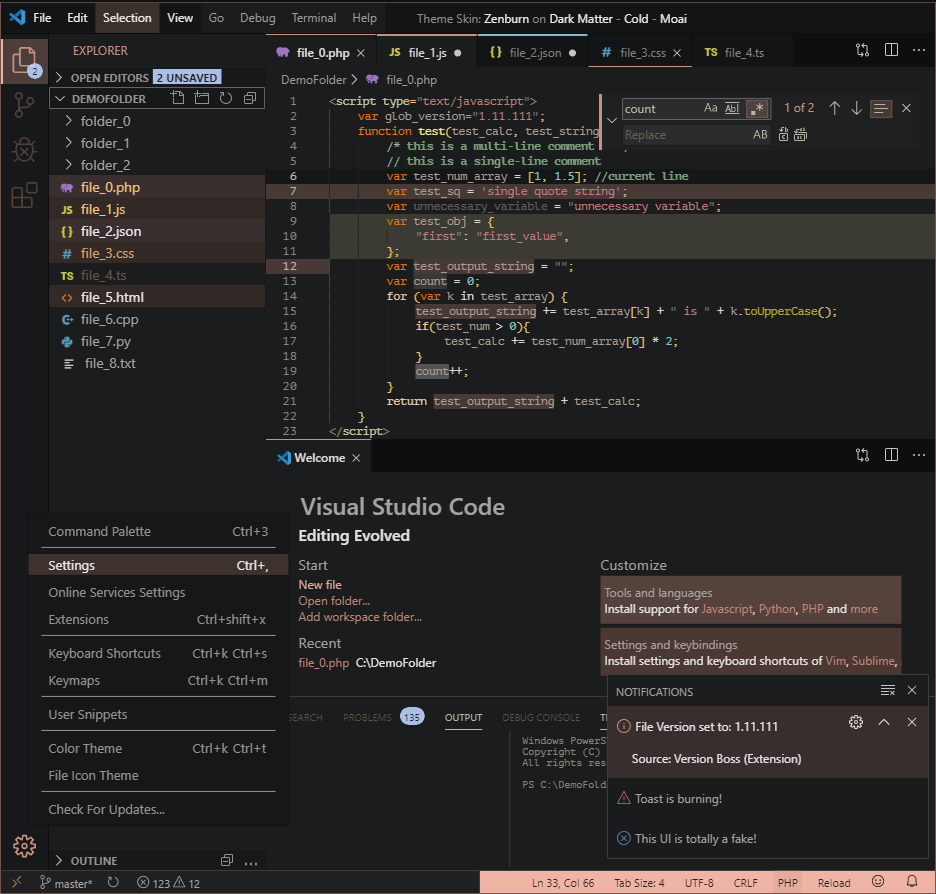 File Edit Selection View Go Debug Terminal Help Theme Skin: Zenburn on Dark Matter - Cold - Moai
EXPLORER
OPEN EDITORS 2 UNSAVED
DEMOFOLDER
folder_0
folder_1
folder_2
file_0.php
JS file_1.js
{} file_2.json
# file_3.css
TS file_4.ts
<> file_5.html
file_6.cpp
file_7.py
file_8.txt
2
file_0.php JS file_1.js {} file_2.json # file_3.css TS file_4.ts
DemoFolder > file_0.php
count Aa Abl .* 1 of 2
Replace AB
1 <script type="text/javascript">
2 var glob_version="1.11.111";
3 function test(test_calc, test_string
4 /* this is a multi-line comment
5 // this is a single-line comment
6 var test_num_array = [1, 1.5]; //current line
7 var test_sq = 'single quote string';
8 var unnecessary_variable = "unnecessary variable";
9 var test_obj = {
10 "first": "first_value",
11 };
12 var test_output_string = "";
13 var count = 0;
14 for (var k in test_array) {
15 test_output_string += test_array[k] + " is " + k.toUpperCase();
16 if(test_num > 0){
17 test_calc += test_num_array[0] * 2;
18 }
19 count++;
20 }
21 return test_output_string + test_calc;
22 }
23 </script>
Welcome
Visual Studio Code
Editing Evolved
Start
New file
Open folder...
Add workspace folder...
Recent
file_0.php C:\DemoFolder
Customize
Tools and languages
Install support for Javascript, Python, PHP and more
Settings and keybindings
Install settings and keyboard shortcuts of Vim, Sublime,
Command Palette Ctrl+3
Settings Ctrl+,
Online Services Settings
Extensions Ctrl+shift+x
Keyboard Shortcuts Ctrl+k Ctrl+s
Keymaps Ctrl+k Ctrl+m
User Snippets
Color Theme Ctrl+k Ctrl+t
File Icon Theme
Check For Updates...
SEARCH PROBLEMS 135 OUTPUT DEBUG CONSOLE T
Windows PowerS
Copyright (C)
All rights res
PS C:\DemoFold
NOTIFICATIONS
File Version set to: 1.11.111
Source: Version Boss (Extension)
Toast is burning!
This UI is totally a fake!
OUTLINE
master* 123 12 Ln 33, Col 66 Tab Size: 4 UTF-8 CRLF PHP Reload